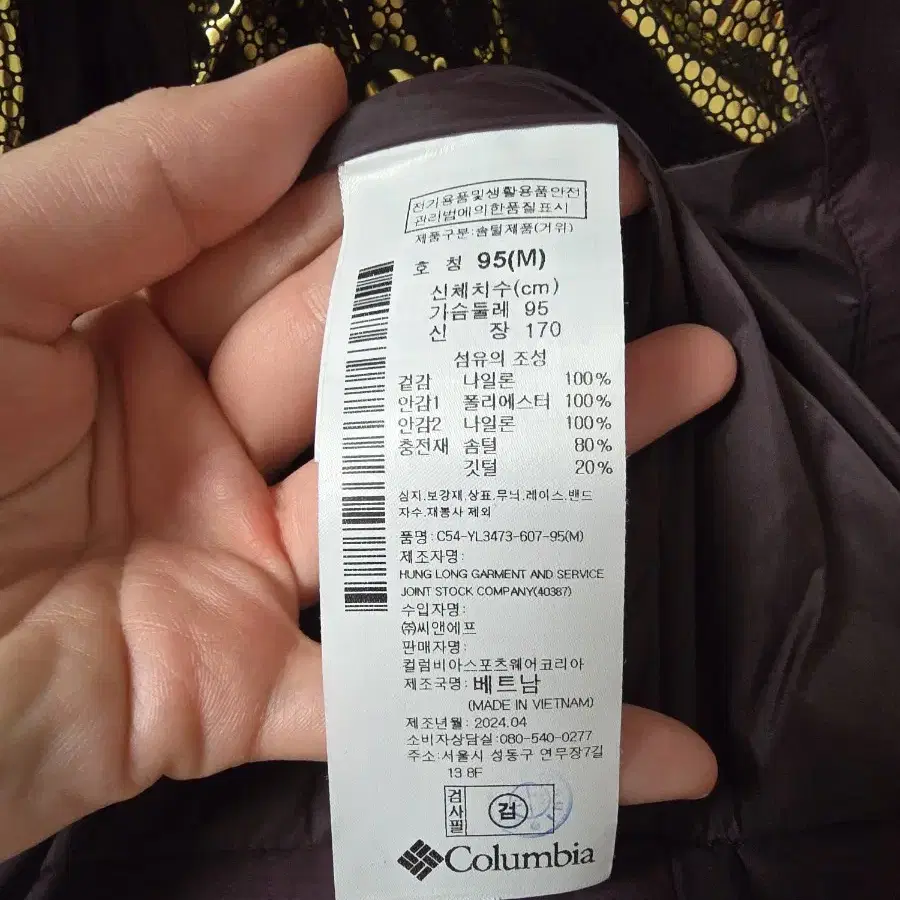 전기용품및생활용품안전
관리법에의한품질표시
제품구분:솜털제품(거위)
호 칭 95(M)
신체치수(cm)
가슴둘레 95
신 장 170
섬유의 조성
겉감 나일론 100%
안감1 폴리에스터 100%
안감2 나일론 100%
충전재 솜털 80%
깃털 20%
심지.보강재.상표.무늬.레이스.밴드
자수.재봉사 제외
품명:C54-YL3473-607-95(M)
제조자명:
HUNG LONG GARMENT AND SERVICE
JOINT STOCK COMPANY(40387)
수입자명:
㈜씨앤에프
판매자명:
컬럼비아스포츠웨어코리아
제조국명:베트남
(MADE IN VIETNAM)
제조년월:2024.04
소비자상담실:080-540-0277
주소:서울시 성동구 연무장7길
13 8F
검사필
검
Columbia